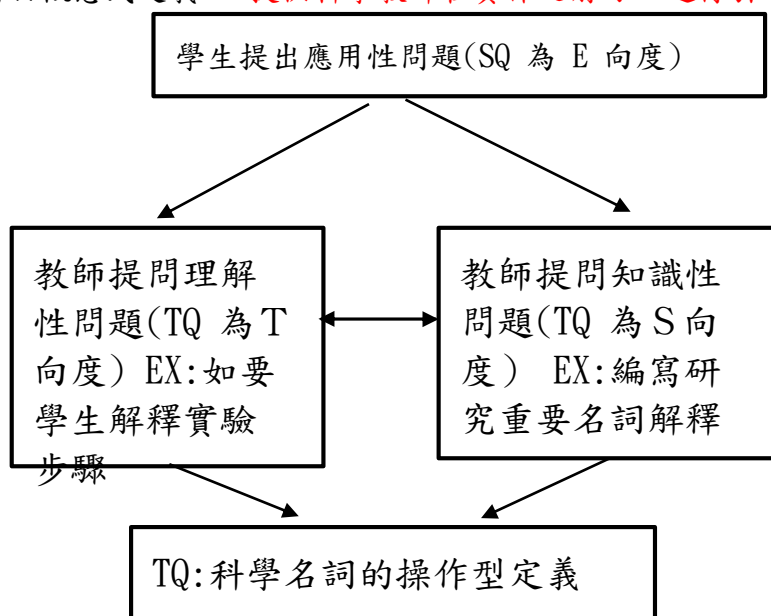 學生提出應用性問題(SQ 為 E 向度)
教師提問理解
性問題(TQ 為T
向度) EX:如要
學生解釋實驗
步驟
教師提問知識性
問題(TQ 為S向
度) EX:編寫研
究重要名詞解釋
TQ:科學名詞的操作型定義